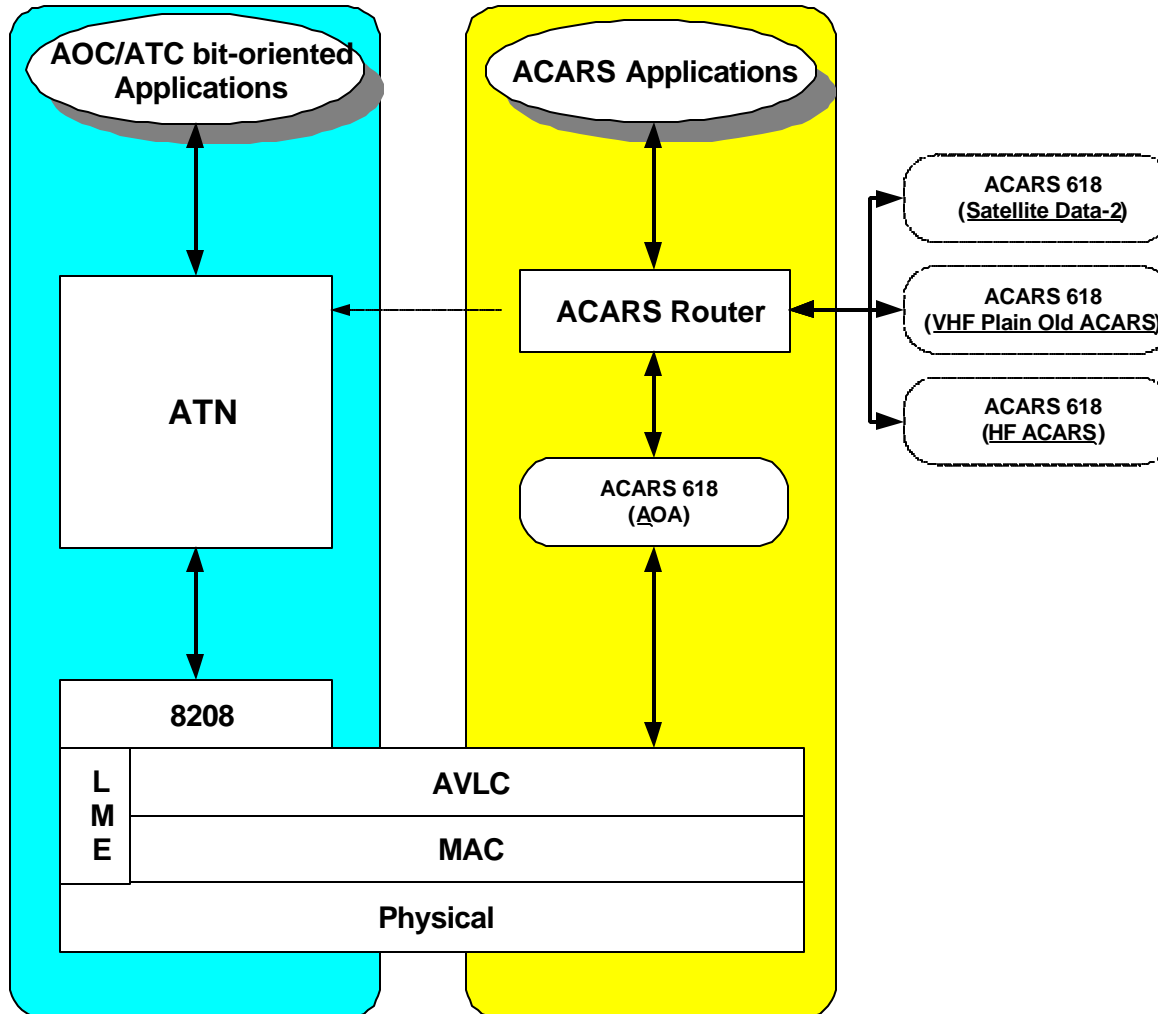 AOC/ATC bit-oriented
Applications
ACARS Applications
ACARS 618
(Satellite Data-2)
ACARS Router
ACARS 618
(VHF Plain Old ACARS)
ATN
ACARS 618
(HF ACARS)
ACARS 618
(AOA)
8208
L
M
E
AVLC
MAC
Physical